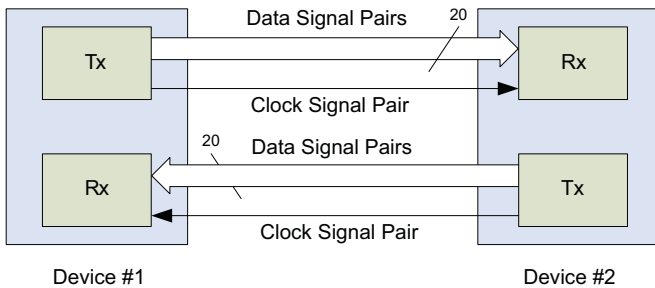 Data Signal Pairs
20
Tx
Rx
Clock Signal Pair
20
Data Signal Pairs
Rx
Tx
Clock Signal Pair
Device #1
Device #2